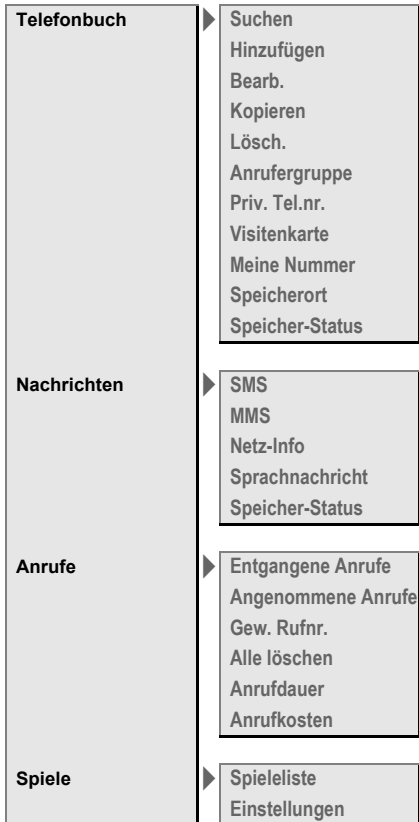 Telefonbuch
Suchen
Hinzufügen
Bearb.
Kopieren
Lösch.
Anrufergruppe
Priv. Tel.nr.
Visitenkarte
Meine Nummer
Speicherort
Speicher-Status
Nachrichten
SMS
MMS
Netz-Info
Sprachnachricht
Speicher-Status
Anrufe
Entgangene Anrufe
Angenommene Anrufe
Gew. Rufnr.
Alle löschen
Anrufdauer
Anrufkosten
Spiele
Spieleliste
Einstellungen